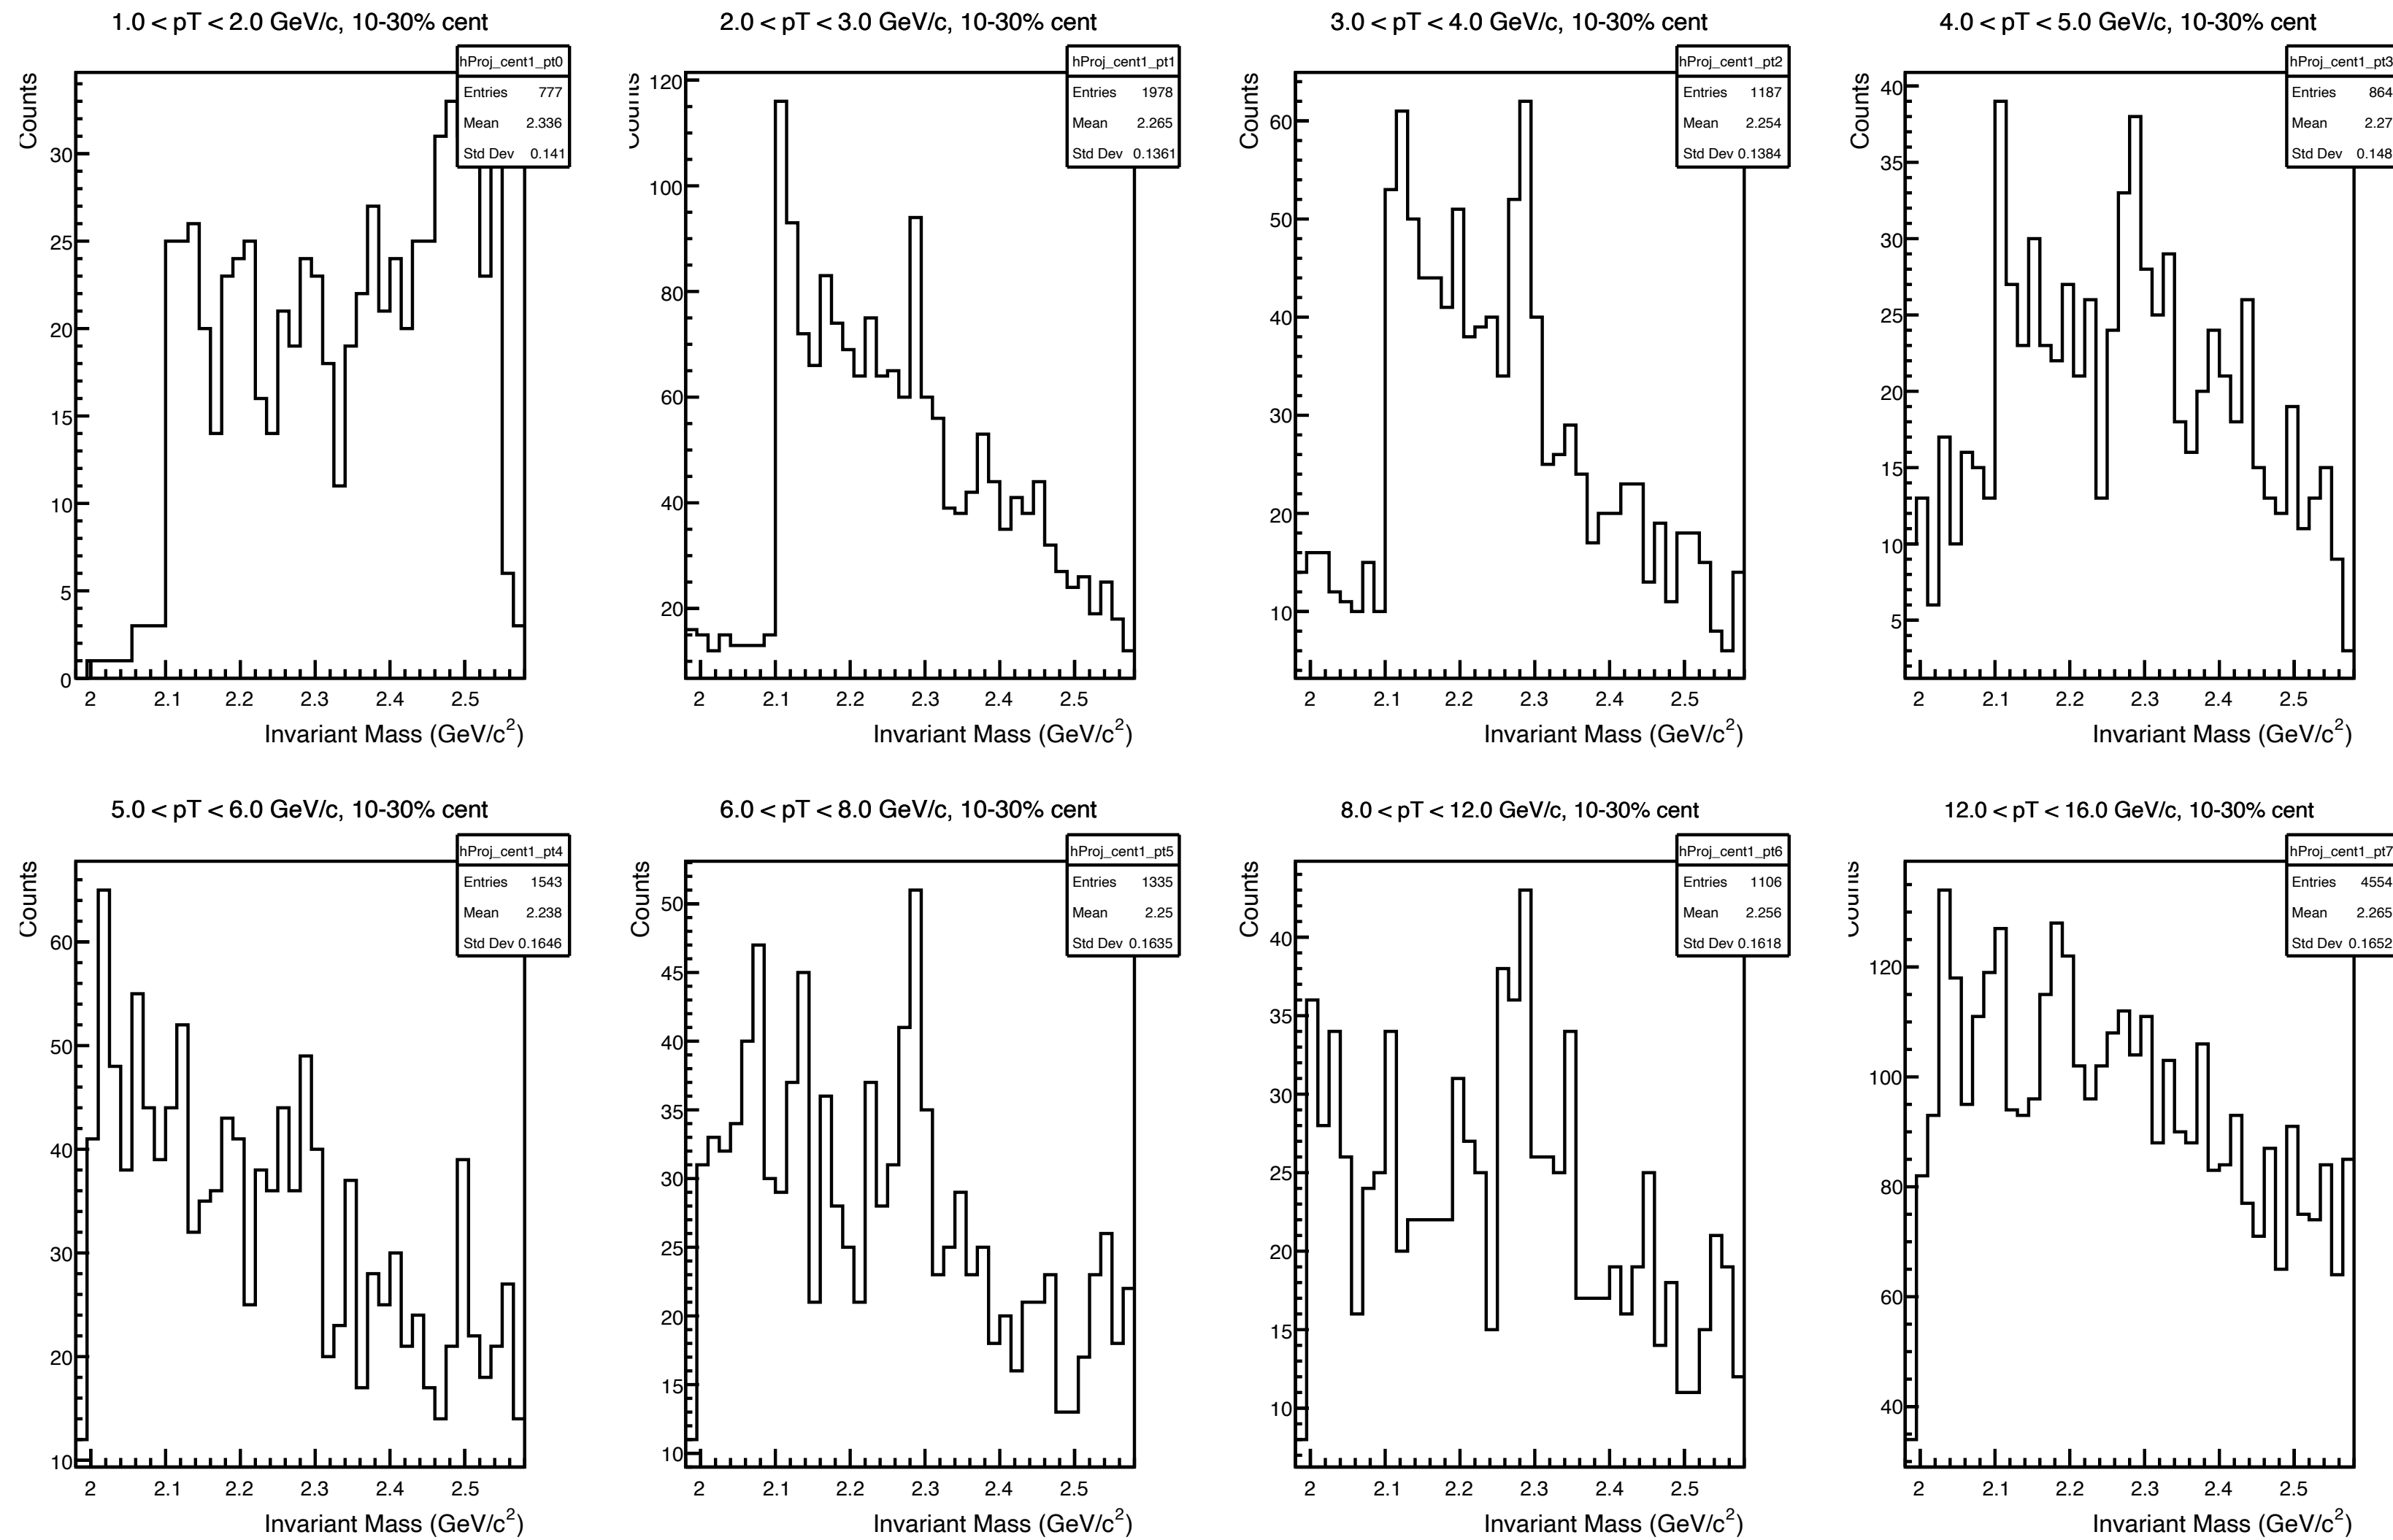 1.0 < pT < 2.0 GeV/c, 10-30% cent
hProj_cent1_pt0
Entries 777
Mean 2.336
Std Dev 0.141
Counts
30
25
20
15
10
5
0
2 2.1 2.2 2.3 2.4 2.5
Invariant Mass (GeV/c²)
2.0 < pT < 3.0 GeV/c, 10-30% cent
hProj_cent1_pt1
Entries 1978
Mean 2.265
Std Dev 0.1361
Counts
120
100
80
60
40
20
2 2.1 2.2 2.3 2.4 2.5
Invariant Mass (GeV/c²)
3.0 < pT < 4.0 GeV/c, 10-30% cent
hProj_cent1_pt2
Entries 1187
Mean 2.254
Std Dev 0.1384
Counts
60
50
40
30
20
10
2 2.1 2.2 2.3 2.4 2.5
Invariant Mass (GeV/c²)
4.0 < pT < 5.0 GeV/c, 10-30% cent
hProj_cent1_pt3
Entries 864
Mean 2.27
Std Dev 0.148
Counts
40
35
30
25
20
15
10
5
2 2.1 2.2 2.3 2.4 2.5
Invariant Mass (GeV/c²)
5.0 < pT < 6.0 GeV/c, 10-30% cent
hProj_cent1_pt4
Entries 1543
Mean 2.238
Std Dev 0.1646
Counts
60
50
40
30
20
10
2 2.1 2.2 2.3 2.4 2.5
Invariant Mass (GeV/c²)
6.0 < pT < 8.0 GeV/c, 10-30% cent
hProj_cent1_pt5
Entries 1335
Mean 2.25
Std Dev 0.1635
Counts
50
45
40
35
30
25
20
15
10
2 2.1 2.2 2.3 2.4 2.5
Invariant Mass (GeV/c²)
8.0 < pT < 12.0 GeV/c, 10-30% cent
hProj_cent1_pt6
Entries 1106
Mean 2.256
Std Dev 0.1618
Counts
40
35
30
25
20
15
10
2 2.1 2.2 2.3 2.4 2.5
Invariant Mass (GeV/c²)
12.0 < pT < 16.0 GeV/c, 10-30% cent
hProj_cent1_pt7
Entries 4554
Mean 2.265
Std Dev 0.1652
Counts
120
100
80
60
40
2 2.1 2.2 2.3 2.4 2.5
Invariant Mass (GeV/c²)